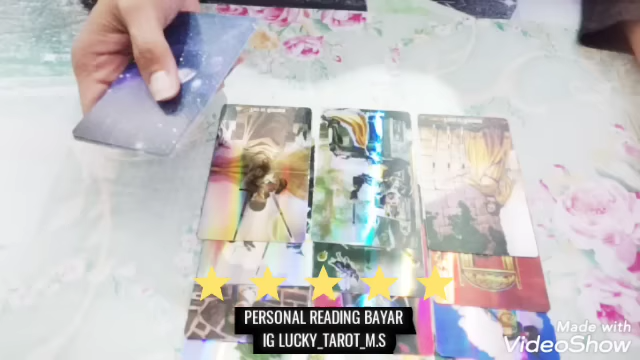 PERSONAL READING BAYAR
IG LUCKY_TAROT_M.S
Made with
VideoShow